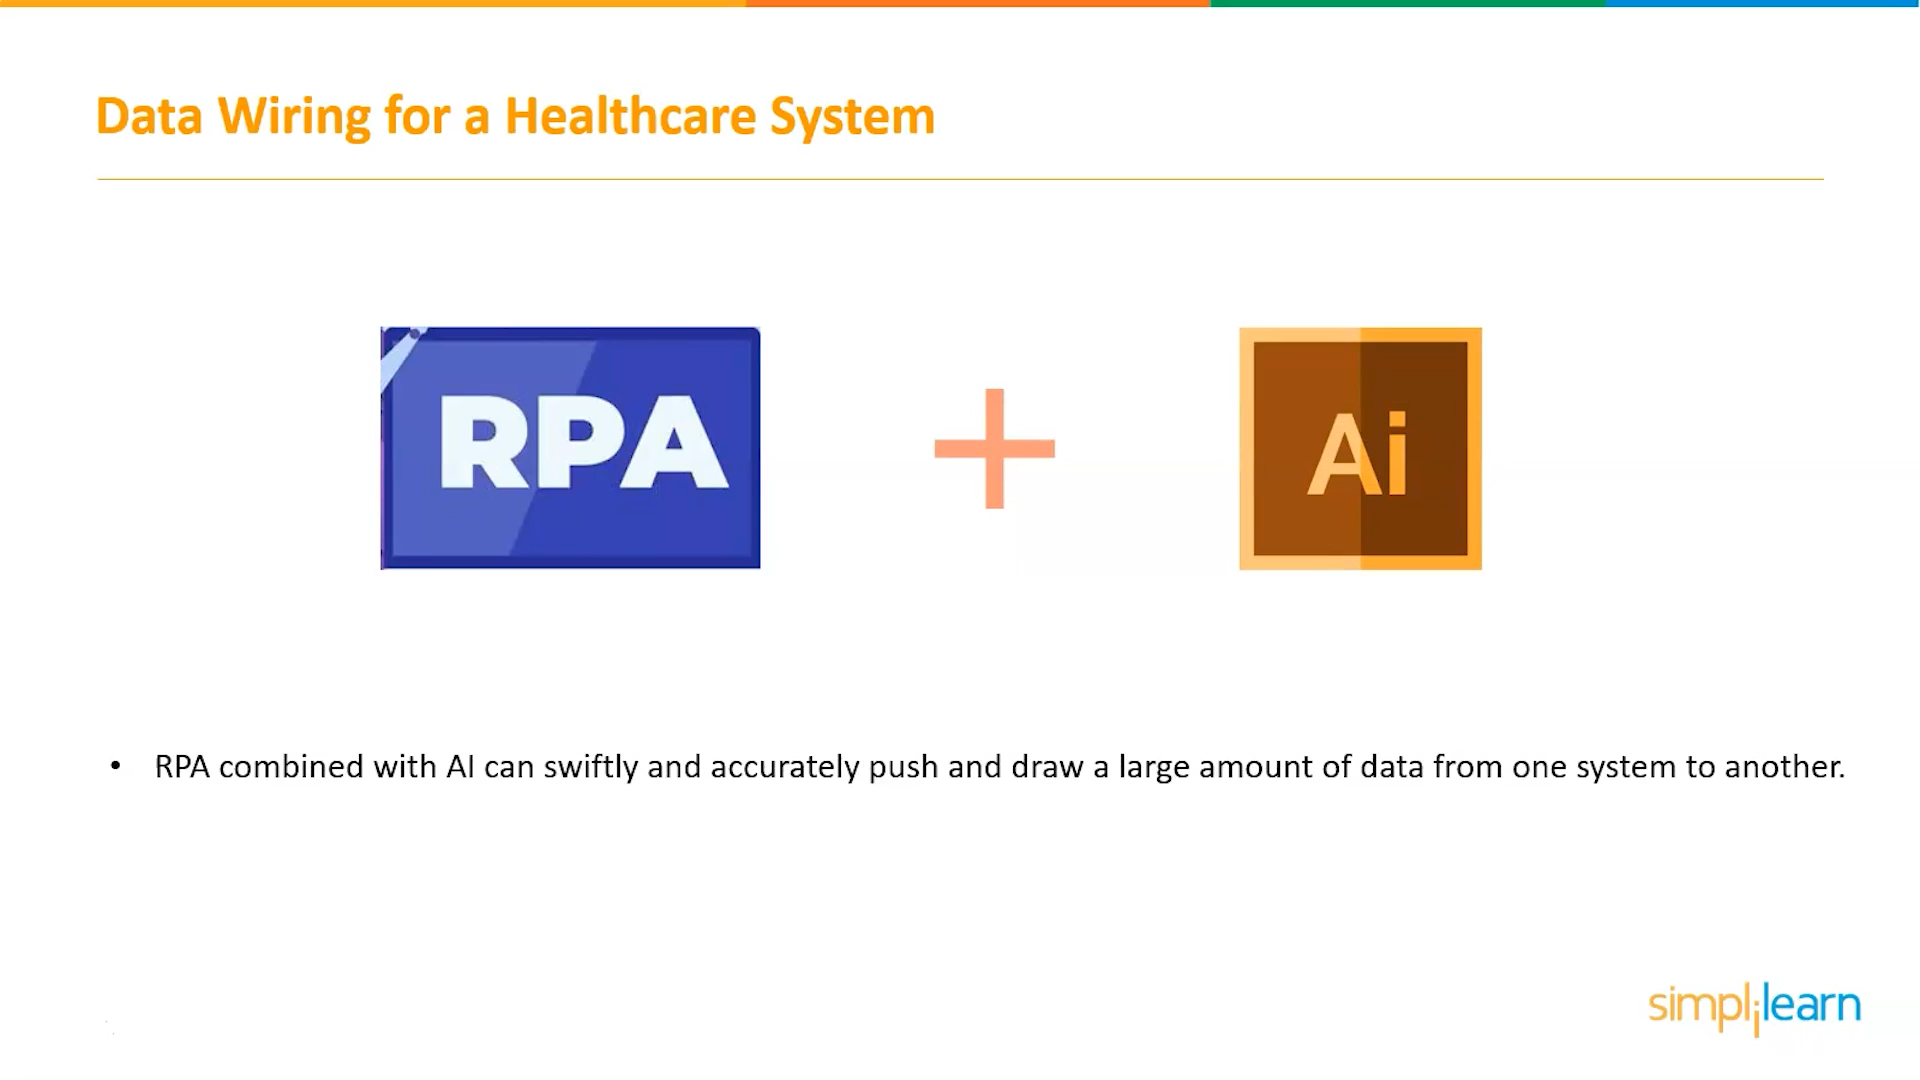 Data Wiring for a Healthcare System
RPA
Ai
• RPA combined with AI can swiftly and accurately push and draw a large amount of data from one system to another.
simplilearn